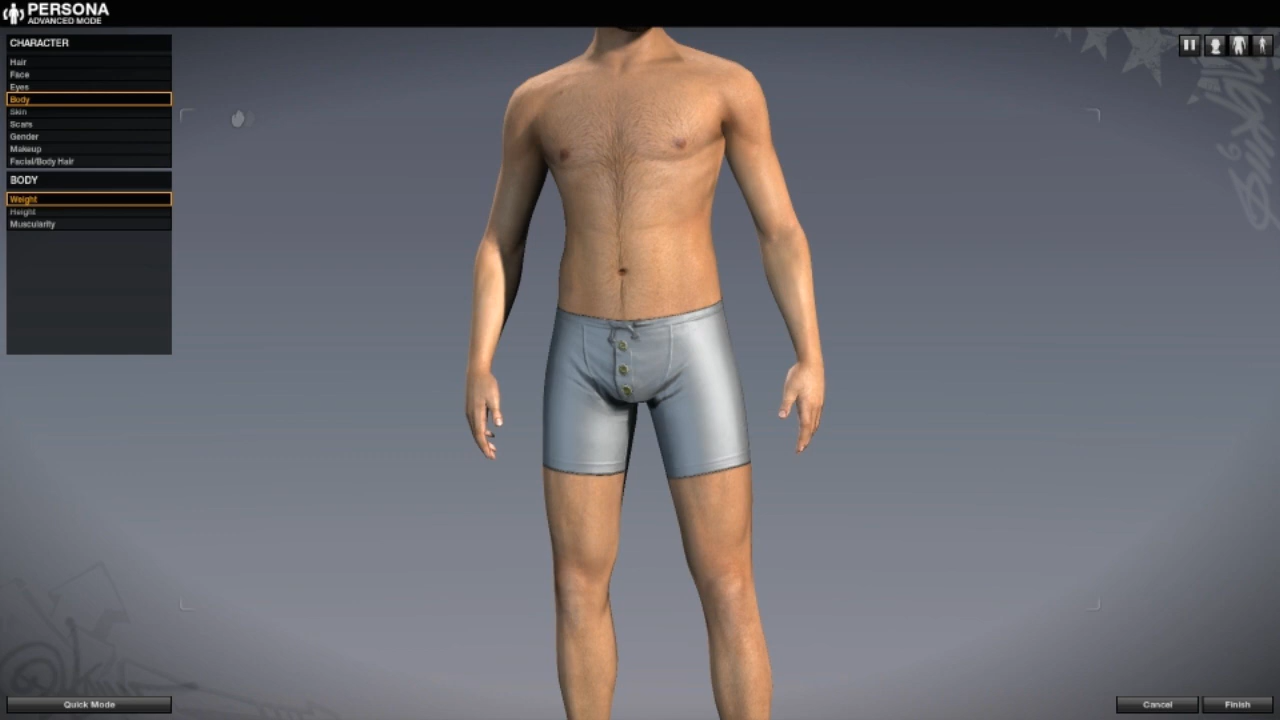 PERSONA
ADVANCED MODE
CHARACTER
Hair
Face
Eyes
Body
Skin
Scars
Gender
Makeup
Facial/Body Hair
BODY
Weight
Height
Muscularity
Quick Mode
Cancel
Finish